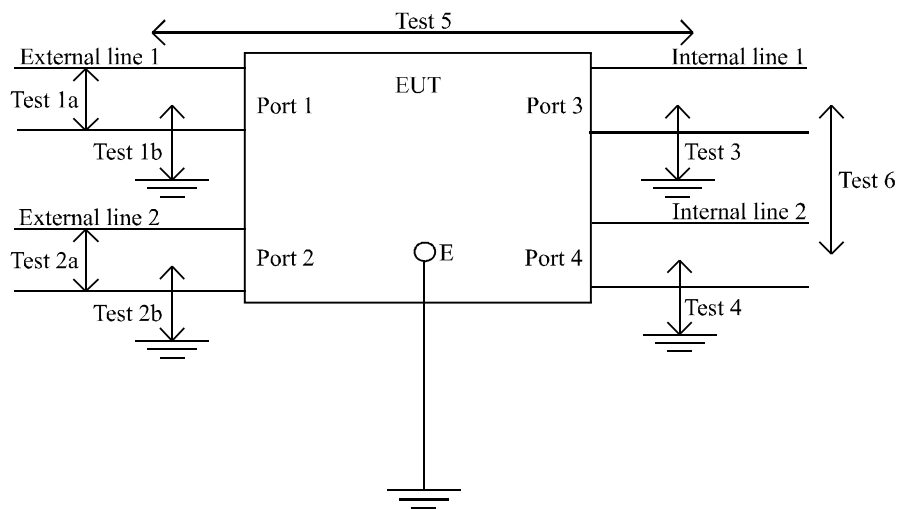 Test 5
External line 1
Internal line 1
EUT
Test 1a
Port 1
Port 3
Test 1b
Test 3
Test 6
External line 2
Internal line 2
Test 2a
Port 2
E
Port 4
Test 2b
Test 4